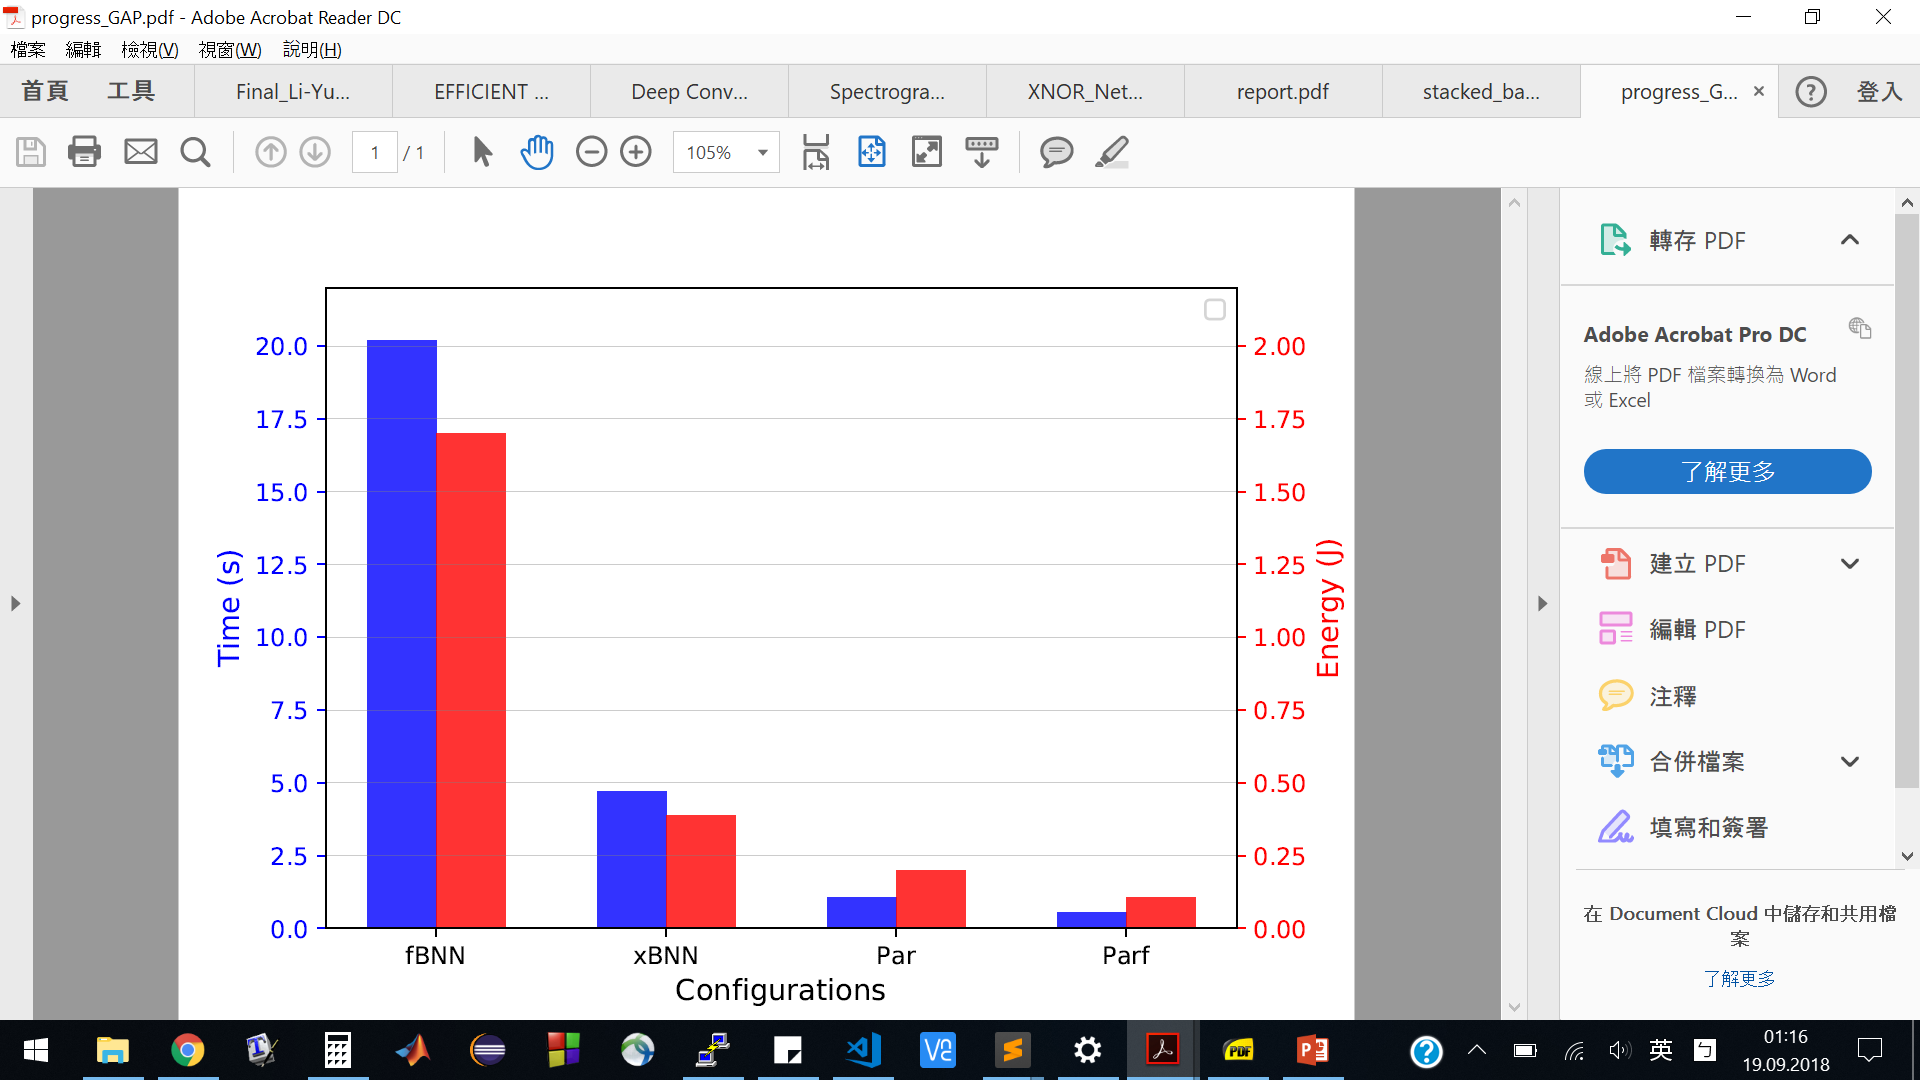 progress_GAP.pdf - Adobe Acrobat Reader DC
檔案 編輯 檢視(V) 視窗(W) 說明(H)
首頁 工具 Final_Li-Yu... EFFICIENT ... Deep Conv... Spectrogra... XNOR_Net... report.pdf stacked_ba... progress_G... × ? 登入
1 / 1 105%
轉存 PDF
Adobe Acrobat Pro DC
線上將 PDF 檔案轉換為 Word
或 Excel
了解更多
建立 PDF
編輯 PDF
注釋
合併檔案
填寫和簽署
在 Document Cloud 中儲存和共用檔
案
了解更多
Time (s)
20.0
17.5
15.0
12.5
10.0
7.5
5.0
2.5
0.0
2.00
1.75
1.50
1.25
1.00
0.75
0.50
0.25
0.00
Energy (J)
fBNN xBNN Par Parf
Configurations
PDF
英 ㄅ
01:16
19.09.2018